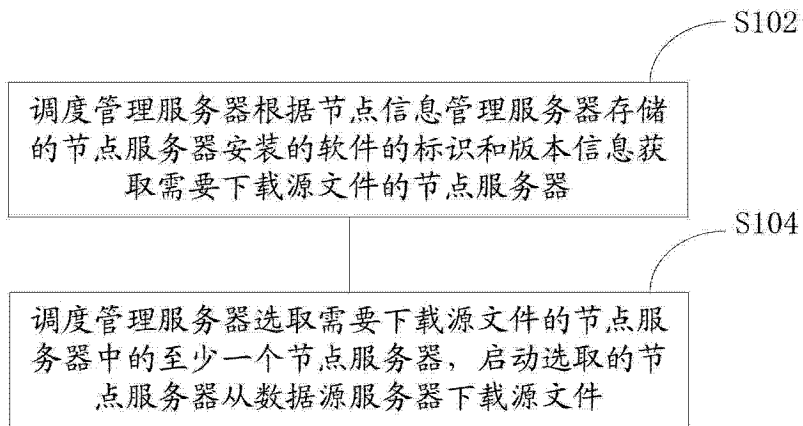 S102
调度管理服务器根据节点信息管理服务器存储
的节点服务器安装的软件的标识和版本信息获
取需要下载源文件的节点服务器
S104
调度管理服务器选取需要下载源文件的节点服
务器中的至少一个节点服务器，启动选取的节
点服务器从数据源服务器下载源文件